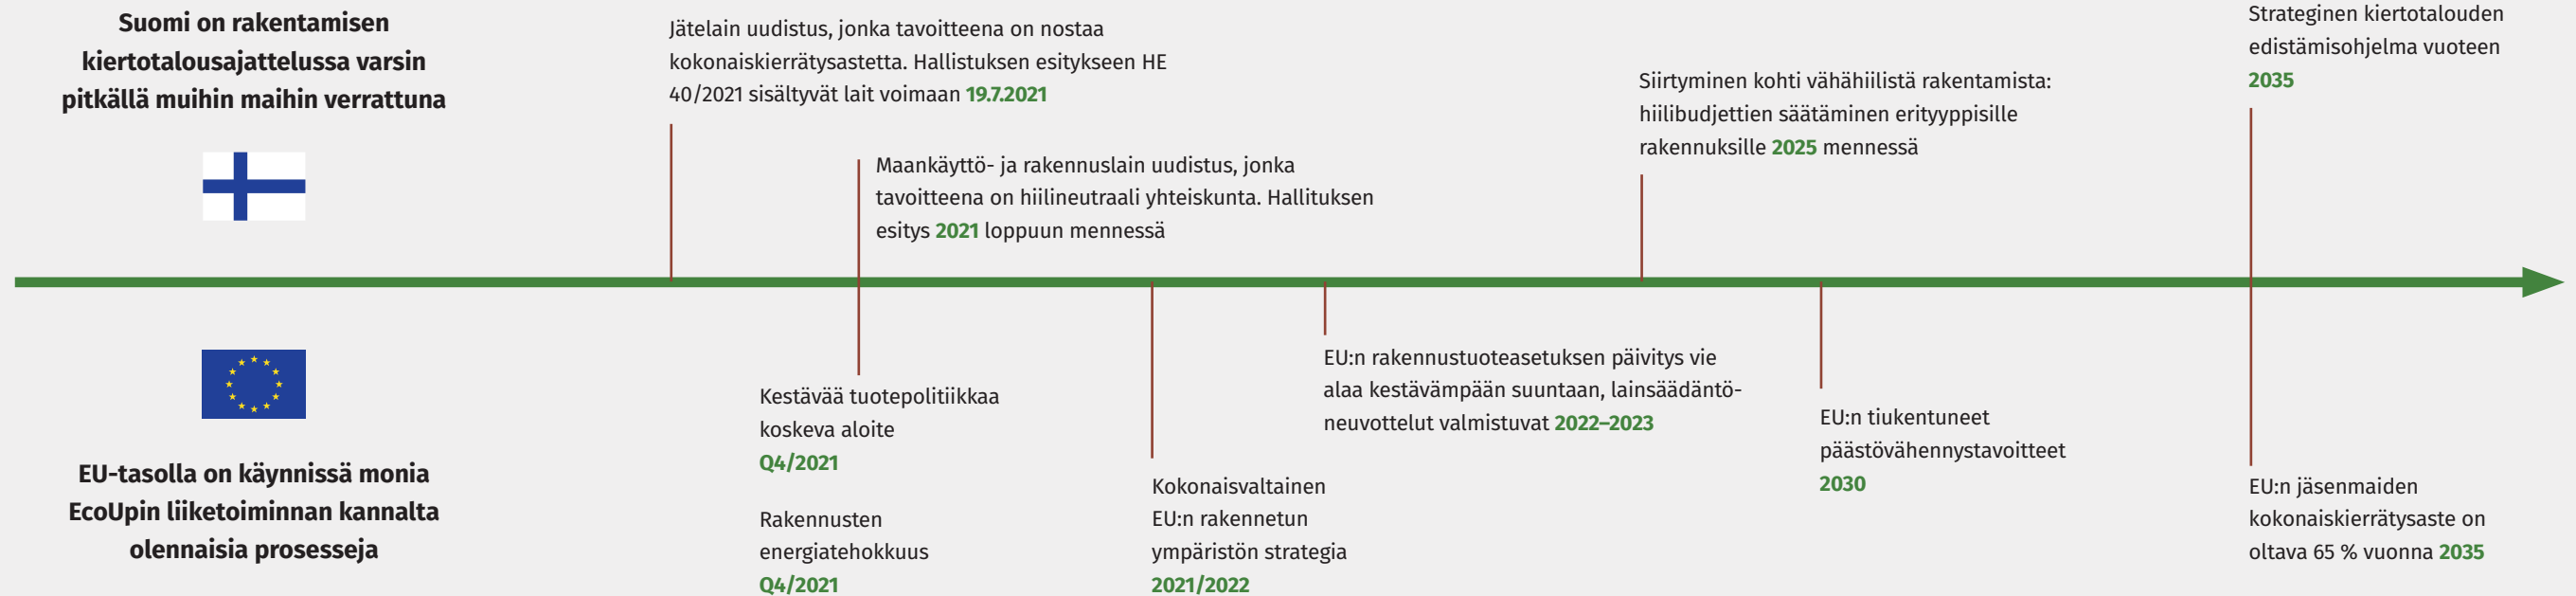 Suomi on rakentamisen
kiertotalousajattelussa varsin
pitkällä muihin maihin verrattuna
Jätelain uudistus, jonka tavoitteena on nostaa
kokonaiskierrätysastetta. Hallistuksen esitykseen HE
40/2021 sisältyvät lait voimaan 19.7.2021
Maankäyttö- ja rakennuslain uudistus, jonka
tavoitteena on hiilineutraali yhteiskunta. Hallituksen
esitys 2021 loppuun mennessä
Siirtyminen kohti vähähiilistä rakentamista:
hiilibudjettien säätäminen erityyppisille
rakennuksille 2025 mennessä
Strateginen kiertotalouden
edistämisohjelma vuoteen
2035
EU-tasolla on käynnissä monia
EcoUpin liiketoiminnan kannalta
olennaisia prosesseja
Kestävää tuotepolitiikkaa
koskeva aloite
Q4/2021
Rakennusten
energiatehokkuus
Q4/2021
Kokonaisvaltainen
EU:n rakennetun
ympäristön strategia
2021/2022
EU:n rakennustuoteasetuksen päivitys vie
alaa kestävämpään suuntaan, lainsäädäntö-
neuvottelut valmistuvat 2022–2023
EU:n tiukentuneet
päästövähennystavoitteet
2030
EU:n jäsenmaiden
kokonaiskierrätysaste on
oltava 65 % vuonna 2035